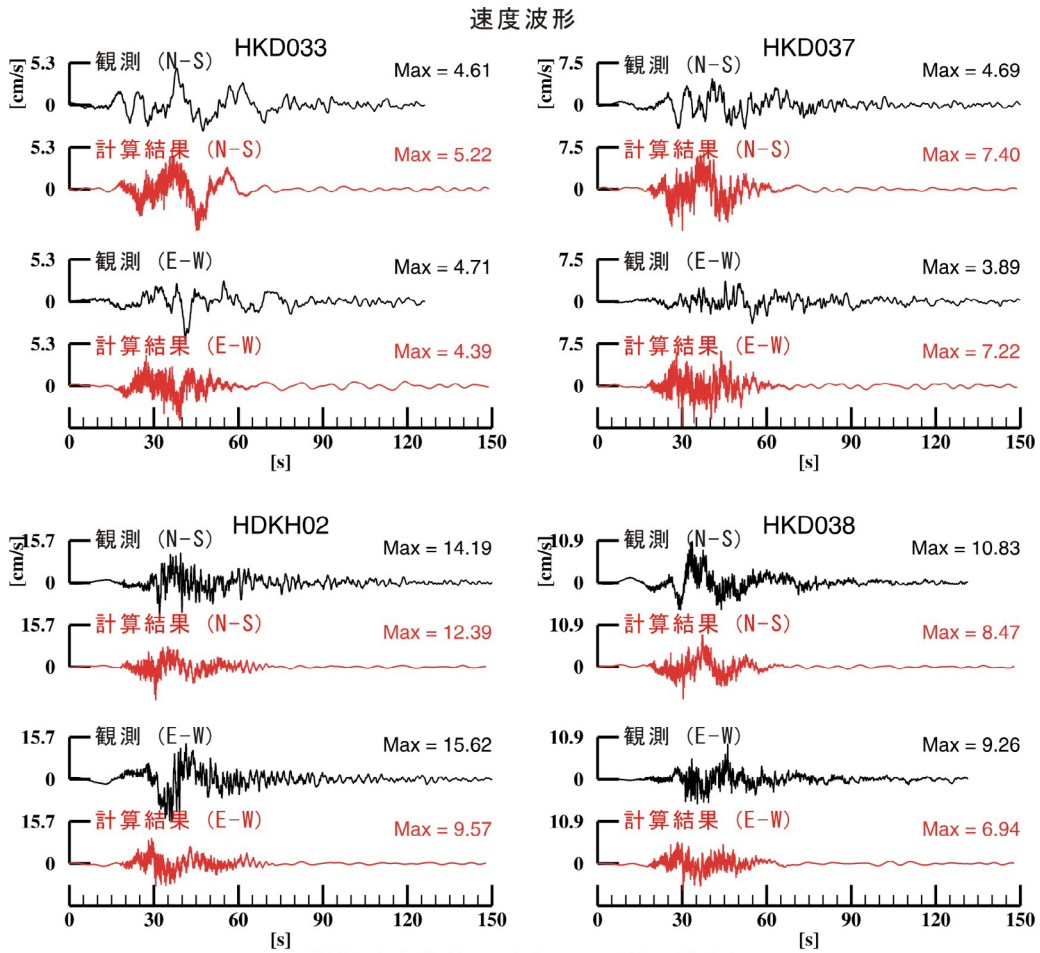 速度波形
HKD033
[cm/s]
5.3
0
観測 (N-S)
Max = 4.61
5.3
0
計算結果 (N-S)
Max = 5.22
5.3
0
観測 (E-W)
Max = 4.71
5.3
0
計算結果 (E-W)
Max = 4.39
0 30 60 90 120 150
[s]
HKD037
[cm/s]
7.5
0
観測 (N-S)
Max = 4.69
7.5
0
計算結果 (N-S)
Max = 7.40
7.5
0
観測 (E-W)
Max = 3.89
7.5
0
計算結果 (E-W)
Max = 7.22
0 30 60 90 120 150
[s]
HDKH02
[cm/s]
15.7
0
観測 (N-S)
Max = 14.19
15.7
0
計算結果 (N-S)
Max = 12.39
15.7
0
観測 (E-W)
Max = 15.62
15.7
0
計算結果 (E-W)
Max = 9.57
0 30 60 90 120 150
[s]
HKD038
[cm/s]
10.9
0
観測 (N-S)
Max = 10.83
10.9
0
計算結果 (N-S)
Max = 8.47
10.9
0
観測 (E-W)
Max = 9.26
10.9
0
計算結果 (E-W)
Max = 6.94
0 30 60 90 120 150
[s]